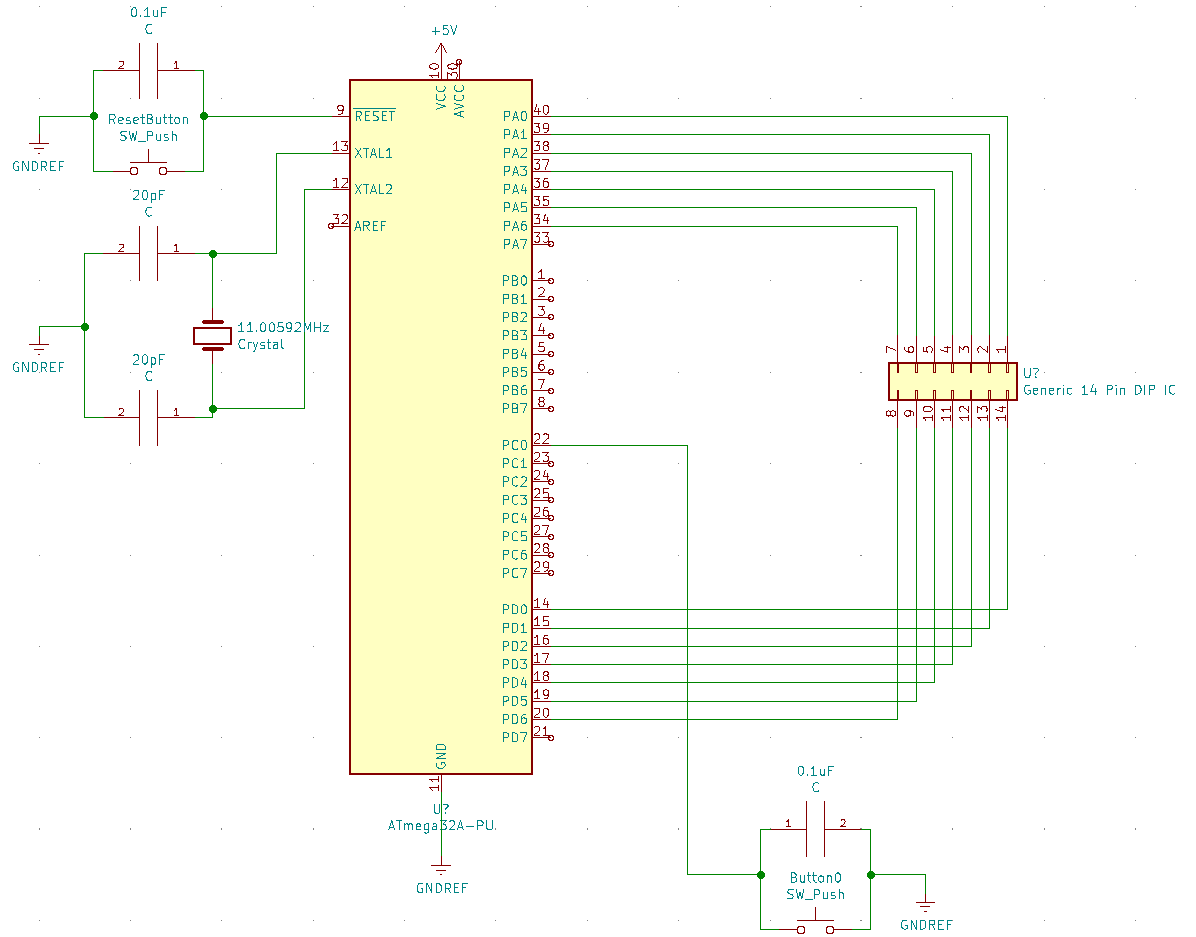 0.1uF
C
2
1
ResetButton
SW_Push
GNDREF
20pF
C
2
1
11.00592MHz
Crystal
GNDREF
20pF
C
2
1
+5V
10
30
VCC
AVCC
9
RESET
13
XTAL1
12
XTAL2
32
AREF
PA0 40
PA1 39
PA2 38
PA3 37
PA4 36
PA5 35
PA6 34
PA7 33
PB0 1
PB1 2
PB2 3
PB3 4
PB4 5
PB5 6
PB6 7
PB7 8
PC0 22
PC1 23
PC2 24
PC3 25
PC4 26
PC5 27
PC6 28
PC7 29
PD0 14
PD1 15
PD2 16
PD3 17
PD4 18
PD5 19
PD6 20
PD7 21
GND
11
U?
ATmega32A-PU
GNDREF
7 6 5 4 3 2 1
U?
Generic 14 Pin DIP IC
8 9 10 11 12 13 14
0.1uF
C
1
2
Button0
SW_Push
GNDREF